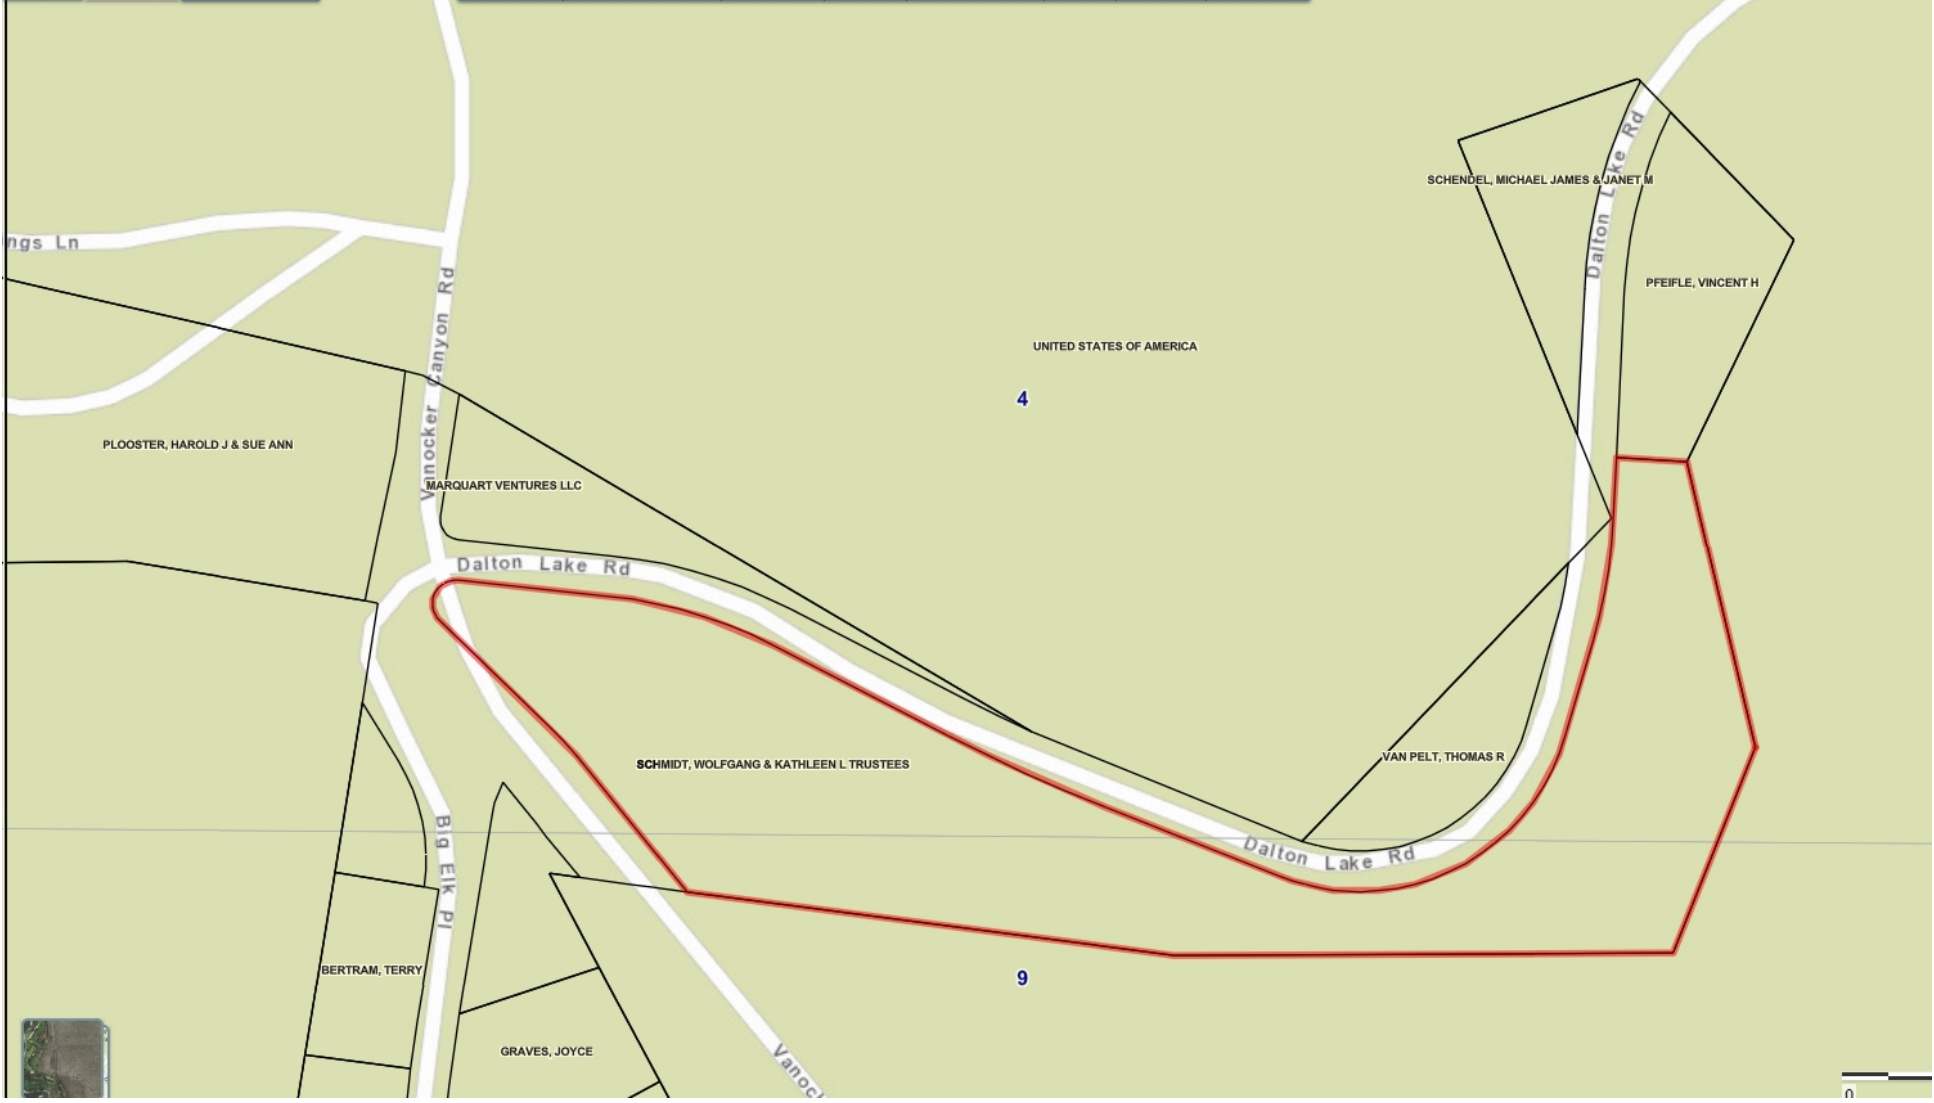 Dalton Lake Rd
SCHENDEL, MICHAEL JAMES & JANET M
ngs Ln
PFEIFLE, VINCENT H
Vanocker Canyon Rd
UNITED STATES OF AMERICA
4
PLOOSTER, HAROLD J & SUE ANN
MARQUART VENTURES LLC
Dalton Lake Rd
VAN PELT, THOMAS R
SCHMIDT, WOLFGANG & KATHLEEN L TRUSTEES
Dalton Lake Rd
Big Elk Pl
BERTRAM, TERRY
9
GRAVES, JOYCE
Vanock
0